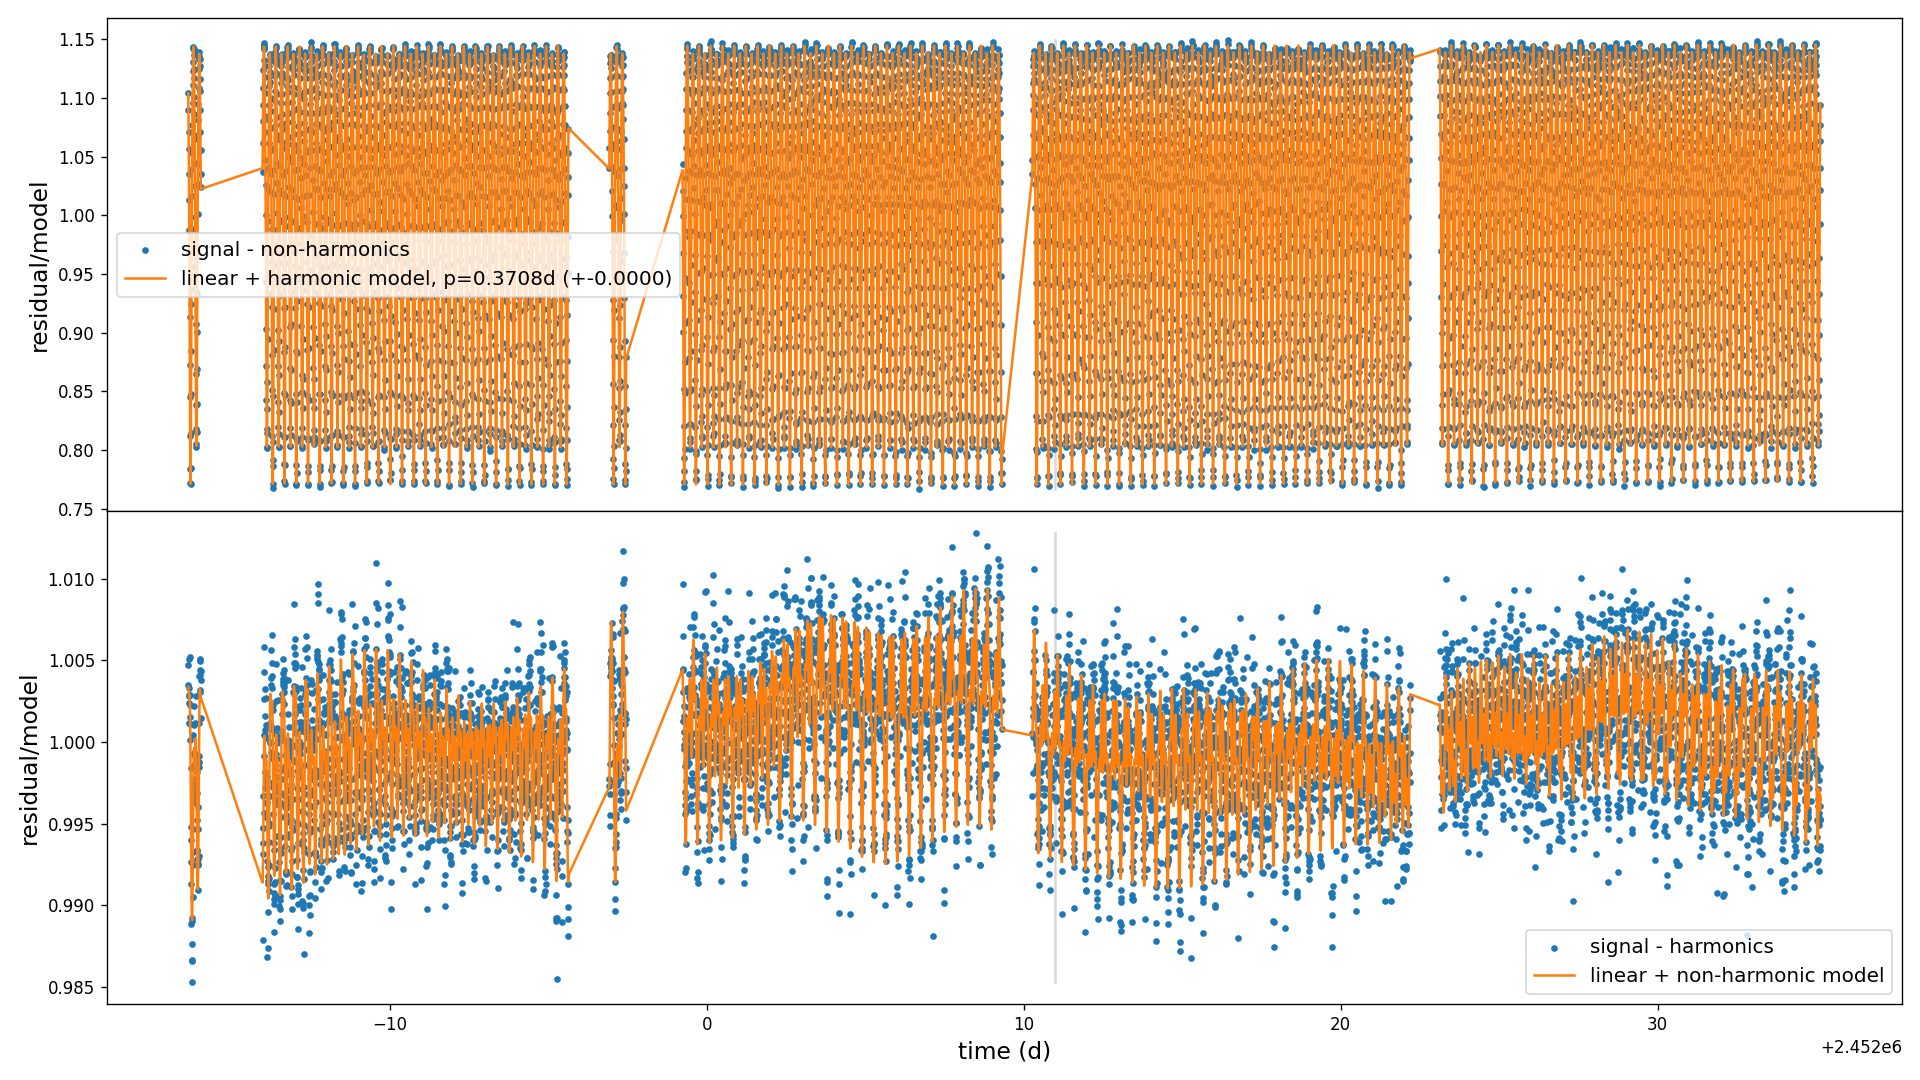 1.15
1.10
1.05
1.00
0.95
0.90
0.85
0.80
0.75
residual/model
signal - non-harmonics
linear + harmonic model, p=0.3708d (+-0.0000)
1.010
1.005
1.000
0.995
0.990
0.985
residual/model
signal - harmonics
linear + non-harmonic model
−10 0 10 20 30
time (d)
+2.452e6